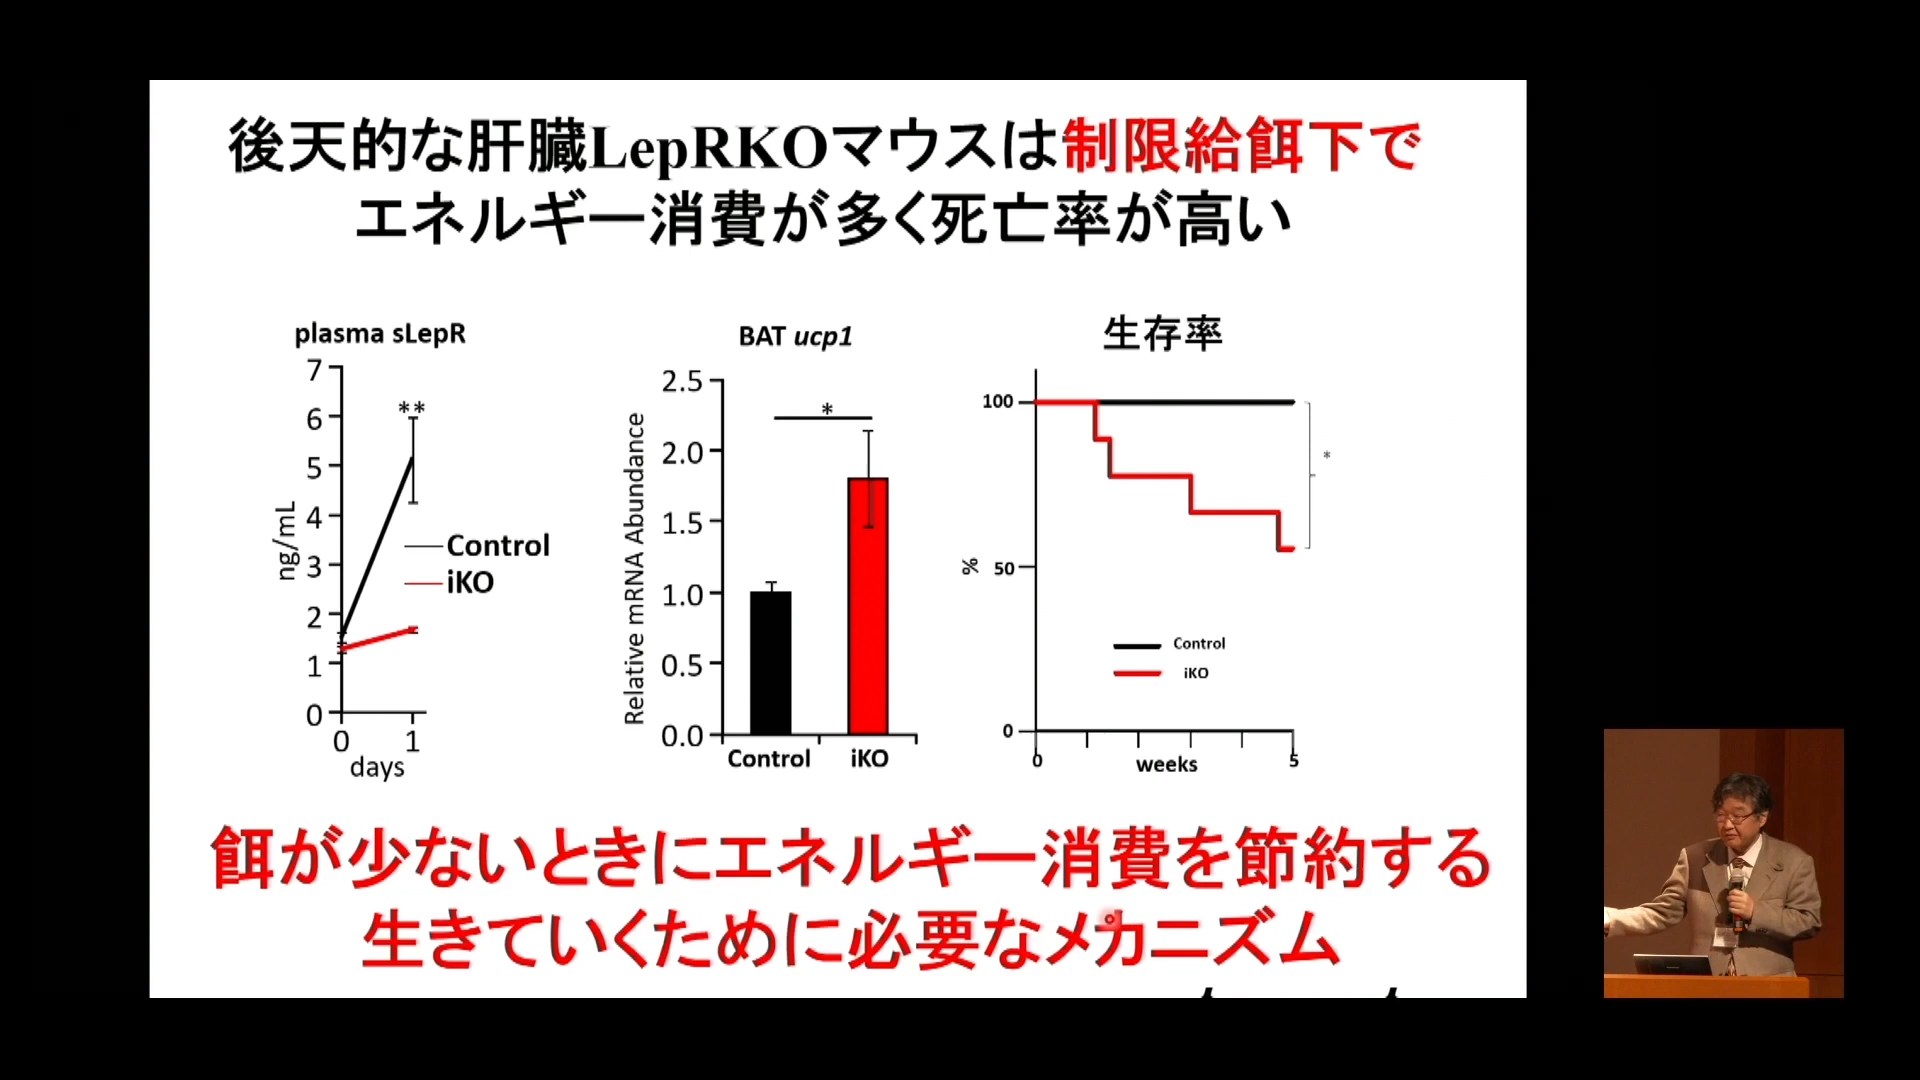 後天的な肝臓LepRKOマウスは制限給餌下で
エネルギー消費が多く死亡率が高い
plasma sLepR
7
6
5
4
3
2
1
0
ng/mL
**
Control
iKO
0 1
days
BAT ucp1
2.5
2.0
1.5
1.0
0.5
0.0
Relative mRNA Abundance
*
Control iKO
生存率
100
50
0
%
*
Control
iKO
0 5
weeks
餌が少ないときにエネルギー消費を節約する
生きていくために必要なメカニズム